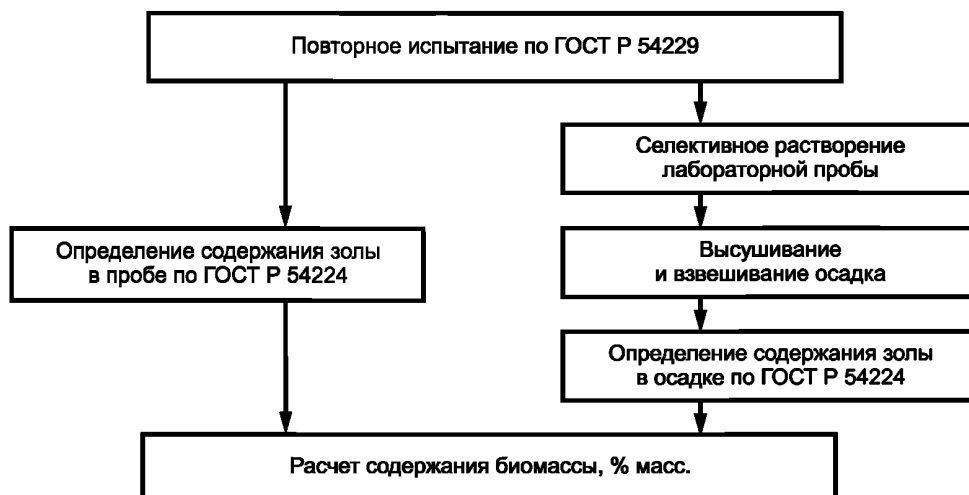 Повторное испытание по ГОСТ Р 54229
Селективное растворение
лабораторной пробы
Определение содержания золы
в пробе по ГОСТ Р 54224
Высушивание
и взвешивание осадка
Определение содержания золы
в осадке по ГОСТ Р 54224
Расчет содержания биомассы, % масс.